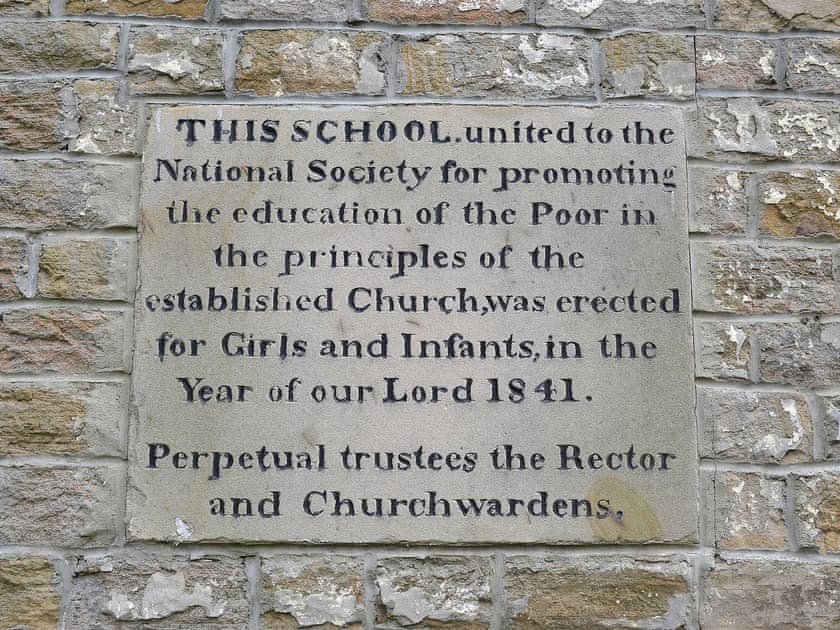 THIS SCHOOL. united to the
National Society for promoting
the education of the Poor in
the principles of the
established Church, was erected
for Girls and Infants, in the
Year of our Lord 1841.
Perpetual trustees the Rector
and Churchwardens.